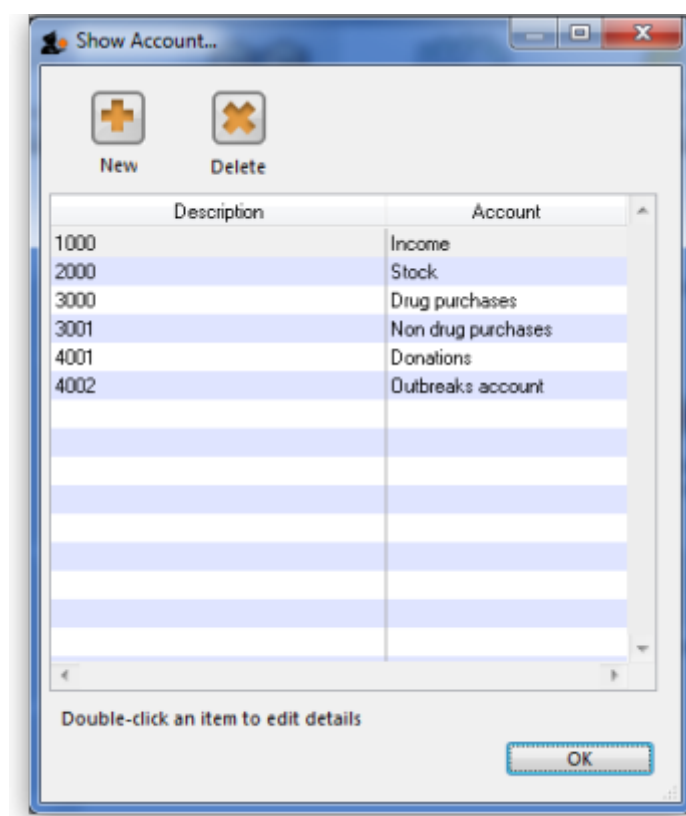 Show Account...
New Delete
Description Account
1000 Income
2000 Stock
3000 Drug purchases
3001 Non drug purchases
4001 Donations
4002 Outbreaks account
Double-click an item to edit details
OK